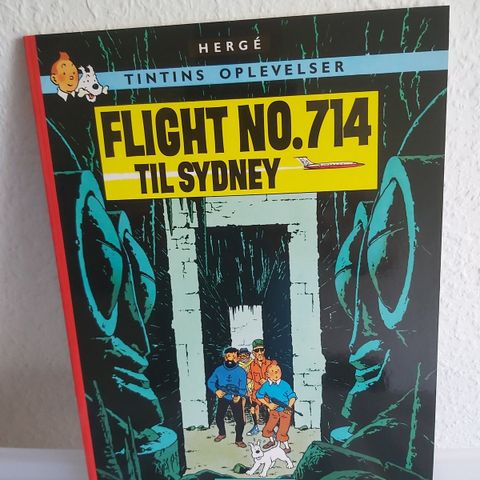 HERGÉ
TINTINS OPLEVELSER
FLIGHT NO.714
TIL SYDNEY